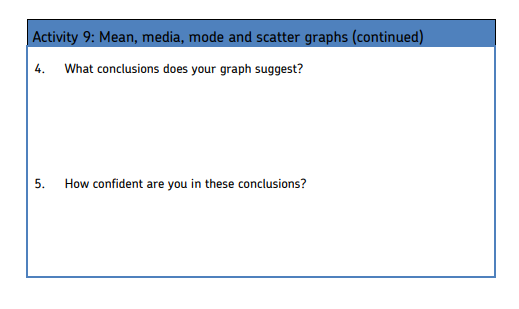 Activity 9: Mean, media, mode and scatter graphs (continued)
4. What conclusions does your graph suggest?
5. How confident are you in these conclusions?